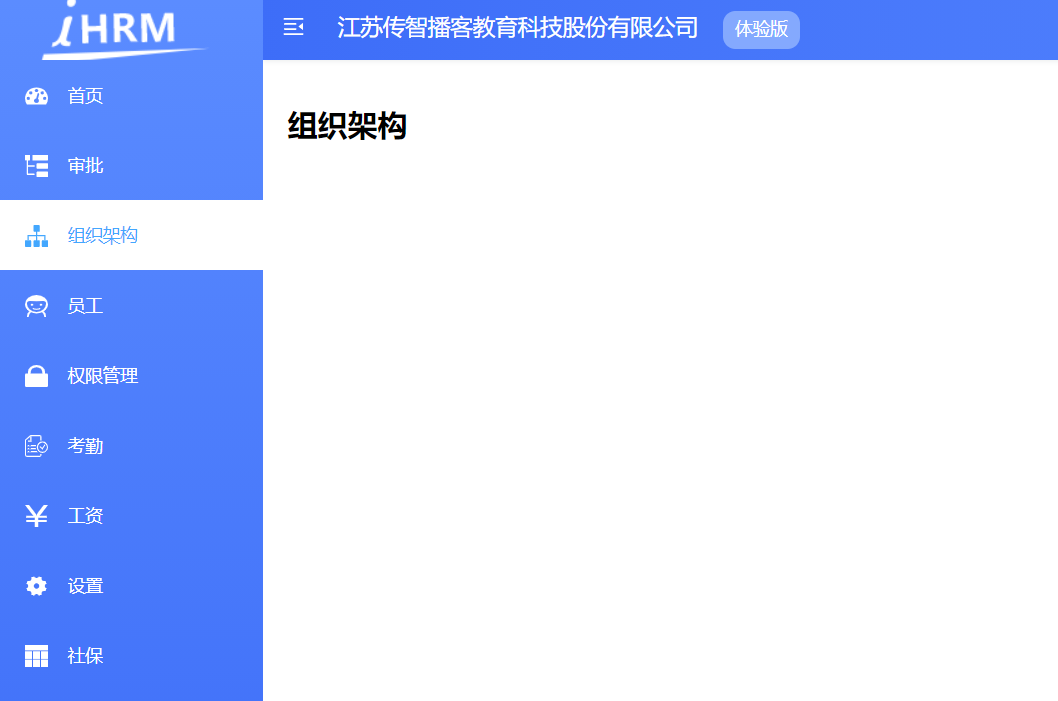 iHRM
江苏传智播客教育科技股份有限公司 体验版
首页
审批
组织架构
员工
权限管理
考勤
工资
设置
社保
组织架构